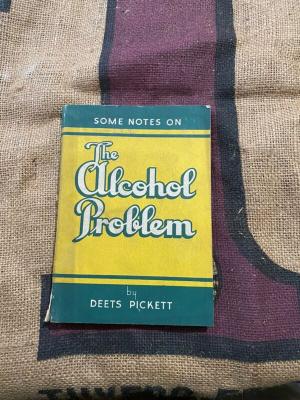 SOME NOTES ON
The
Alcohol
Problem
by
DEETS PICKETT